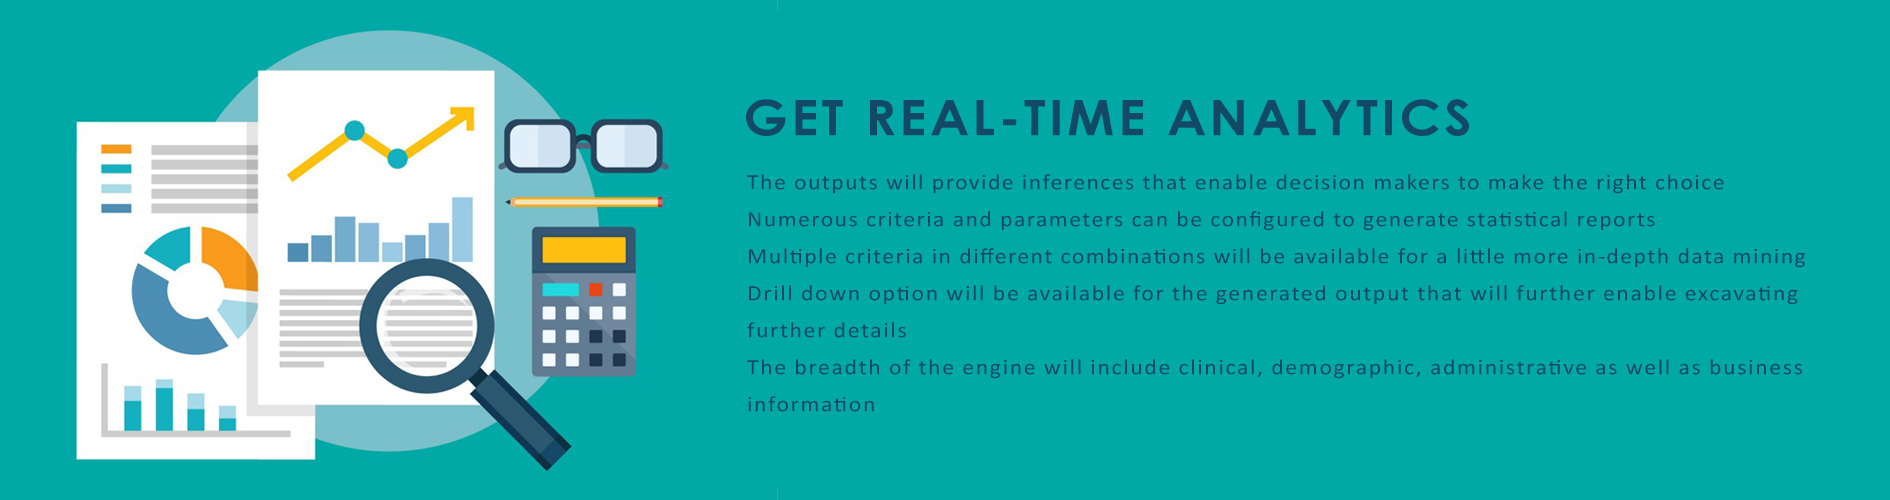 GET REAL-TIME ANALYTICS
The outputs will provide inferences that enable decision makers to make the right choice
Numerous criteria and parameters can be configured to generate statistical reports
Multiple criteria in different combinations will be available for a little more in-depth data mining
Drill down option will be available for the generated output that will further enable excavating
further details
The breadth of the engine will include clinical, demographic, administrative as well as business
information